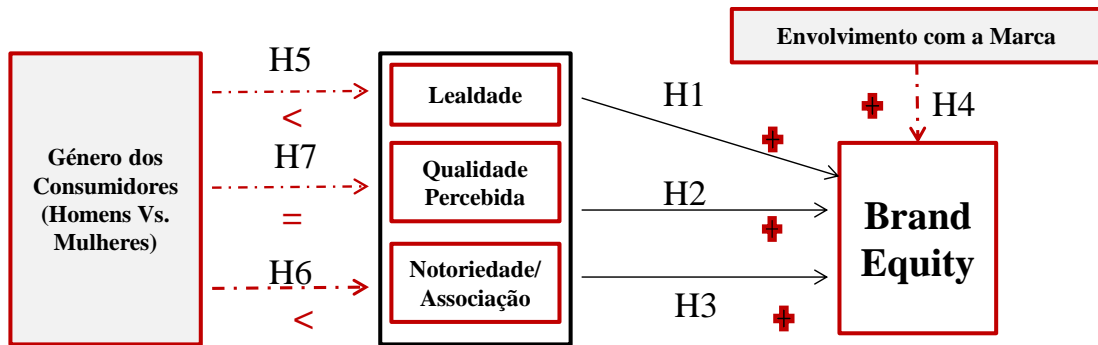 Envolvimento com a Marca
H5
Lealdade
H1
H4
<
Género dos
Consumidores
(Homens Vs.
Mulheres)
H7
Qualidade
Percebida
H2
=
Brand
Equity
H6
Notoriedade/
Associação
H3
<